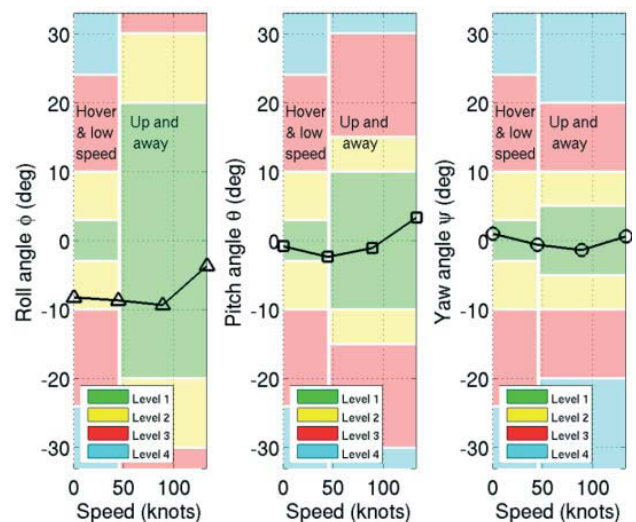 30
20
10
0
-10
-20
-30
Roll angle ϕ (deg)
Hover
& low
speed
Up and
away
Level 1
Level 2
Level 3
Level 4
0 50 100
Speed (knots)
30
20
10
0
-10
-20
-30
Pitch angle θ (deg)
Hover
& low
speed
Up and
away
Level 1
Level 2
Level 3
Level 4
0 50 100
Speed (knots)
30
20
10
0
-10
-20
-30
Yaw angle ψ (deg)
Hover
& low
speed
Up and
away
Level 1
Level 2
Level 3
Level 4
0 50 100
Speed (knots)